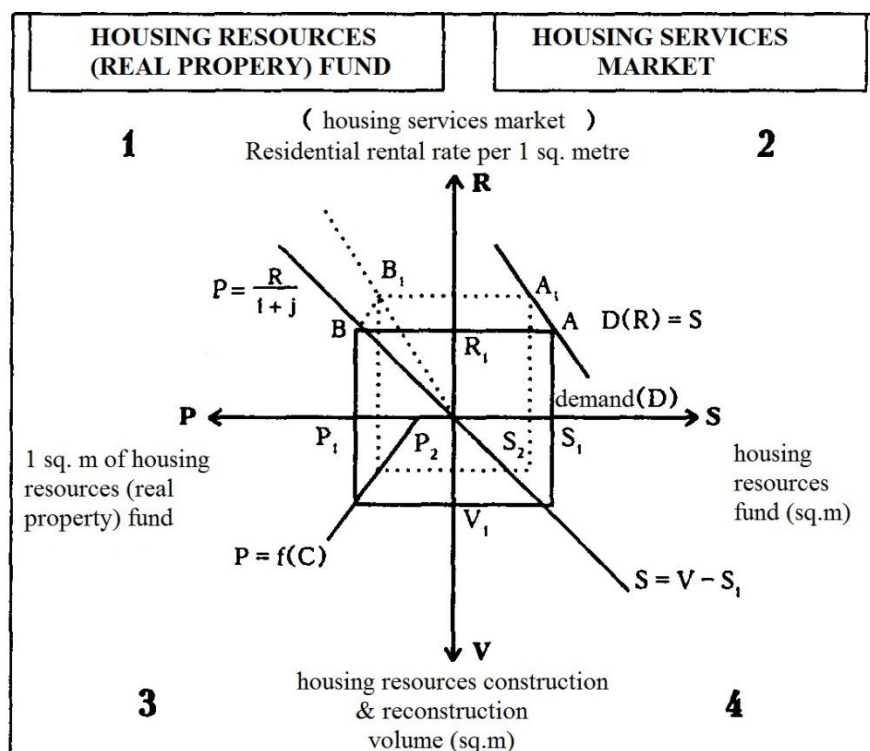 HOUSING RESOURCES
(REAL PROPERY) FUND
HOUSING SERVICES
MARKET
1
( housing services market )
2
Residential rental rate per 1 sq. metre
R
B₁
A₁
P = R / 1 + j
B
A
D(R) = S
R₁
demand(D)
P
S
P₁
P₂
S₂
S₁
1 sq. m of housing
resources (real
property) fund
housing
resources
fund (sq.m)
V₁
P = f(C)
S = V – S₁
V
3
housing resources construction
& reconstruction
volume (sq.m)
4